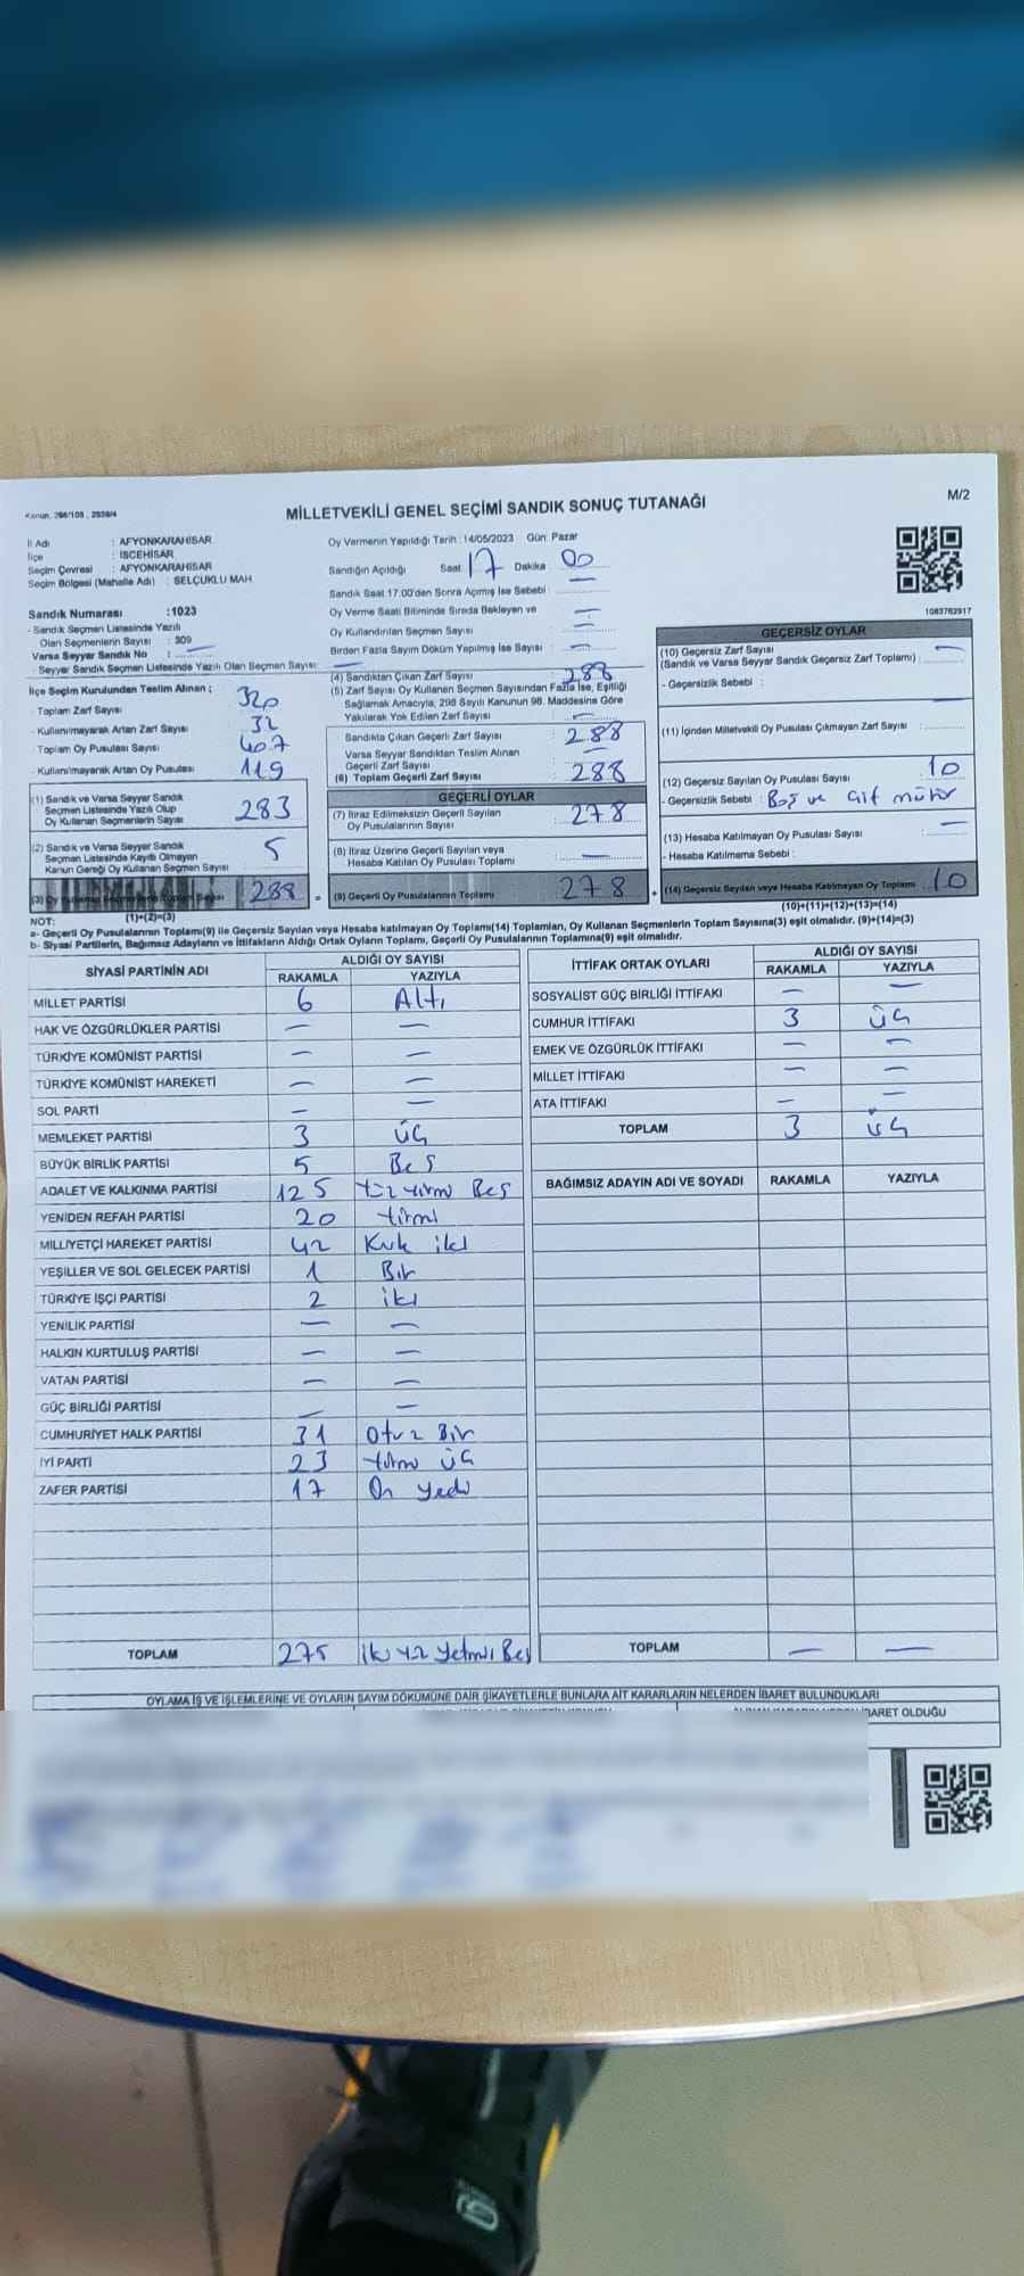 Kanun, 298/105 , 2839/4
MİLLETVEKİLİ GENEL SEÇİMİ SANDIK SONUÇ TUTANAĞI
M/2
İl Adı : AFYONKARAHİSAR
İlçe : İSCEHİSAR
Seçim Çevresi : AFYONKARAHİSAR
Seçim Bölgesi (Mahalle Adı) : SELÇUKLU MAH
Sandık Numarası :1023
- Sandık Seçmen Listesinde Yazılı
Olan Seçmenlerin Sayısı : 309
Varsa Seyyar Sandık No :
- Seyyar Sandık Seçmen Listesinde Yazılı Olan Seçmen Sayısı: —
Oy Vermenin Yapıldığı Tarih :14/05/2023 Gün: Pazar
Sandığın Açıldığı Saat 17 Dakika 00
Sandık Saat 17.00'den Sonra Açılmış İse Sebebi —
Oy Verme Saati Bitiminde Sırada Bekleyen ve
Oy Kullandırılan Seçmen Sayısı —
Birden Fazla Sayım Döküm Yapılmış İse Sayısı —
1083762917
İlçe Seçim Kurulundan Teslim Alınan ;
- Toplam Zarf Sayısı 320
- Kullanılmayarak Artan Zarf Sayısı 32
- Toplam Oy Pusulası Sayısı 407
- Kullanılmayarak Artan Oy Pusulası 119
(1) Sandık ve Varsa Seyyar Sandık
Seçmen Listesinde Yazılı Olup
Oy Kullanan Seçmenlerin Sayısı 283
(2) Sandık ve Varsa Seyyar Sandık
Seçmen Listesinde Kayıtlı Olmayan
Kanun Gereği Oy Kullanan Seçmen Sayısı 5
(3) Oy Kullanan Seçmenlerin Toplam Sayısı 288
(1)+(2)=(3)
(4) Sandıktan Çıkan Zarf Sayısı 288
(5) Zarf Sayısı Oy Kullanan Seçmen Sayısından Fazla İse, Eşitliği
Sağlamak Amacıyla, 298 Sayılı Kanunun 98. Maddesine Göre
Yakılarak Yok Edilen Zarf Sayısı —
Sandıkta Çıkan Geçerli Zarf Sayısı 288
Varsa Seyyar Sandıktan Teslim Alınan
Geçerli Zarf Sayısı —
(6) Toplam Geçerli Zarf Sayısı 288
GEÇERLİ OYLAR
(7) İtiraz Edilmeksizin Geçerli Sayılan
Oy Pusulalarının Sayısı 278
(8) İtiraz Üzerine Geçerli Sayılan veya
Hesaba Katılan Oy Pusulası Toplamı —
(9) Geçerli Oy Pusulalarının Toplamı 278
GEÇERSİZ OYLAR
(10) Geçersiz Zarf Sayısı
(Sandık ve Varsa Seyyar Sandık Geçersiz Zarf Toplamı) : —
- Geçersizlik Sebebi :
—
(11) İçinden Milletvekili Oy Pusulası Çıkmayan Zarf Sayısı : —
(12) Geçersiz Sayılan Oy Pusulası Sayısı 10
- Geçersizlik Sebebi : Boş ve çift mühür
(13) Hesaba Katılmayan Oy Pusulası Sayısı —
- Hesaba Katılmama Sebebi :
(14) Geçersiz Sayılan veya Hesaba Katılmayan Oy Toplamı 10
(10)+(11)+(12)+(13)=(14)
NOT:
a- Geçerli Oy Pusulalarının Toplamı(9) ile Geçersiz Sayılan veya Hesaba katılmayan Oy Toplamı(14) Toplamları, Oy Kullanan Seçmenlerin Toplam Sayısına(3) eşit olmalıdır. (9)+(14)=(3)
b- Siyasi Partilerin, Bağımsız Adayların ve İttifakların Aldığı Ortak Oyların Toplamı, Geçerli Oy Pusulalarının Toplamına(9) eşit olmalıdır.
SİYASİ PARTİNİN ADI ALDIĞI OY SAYISI
RAKAMLA YAZIYLA
MİLLET PARTİSİ 6 Altı
HAK VE ÖZGÜRLÜKLER PARTİSİ — —
TÜRKİYE KOMÜNİST PARTİSİ — —
TÜRKİYE KOMÜNİST HAREKETİ — —
SOL PARTİ — —
MEMLEKET PARTİSİ 3 üç
BÜYÜK BİRLİK PARTİSİ 5 Beş
ADALET VE KALKINMA PARTİSİ 125 yüz yirmi Beş
YENİDEN REFAH PARTİSİ 20 yirmi
MİLLİYETÇİ HAREKET PARTİSİ 42 Kırk iki
YEŞİLLER VE SOL GELECEK PARTİSİ 1 Bir
TÜRKİYE İŞÇİ PARTİSİ 2 iki
YENİLİK PARTİSİ — —
HALKIN KURTULUŞ PARTİSİ — —
VATAN PARTİSİ — —
GÜÇ BİRLİĞİ PARTİSİ — —
CUMHURİYET HALK PARTİSİ 31 Otuz Bir
İYİ PARTİ 23 yirmi üç
ZAFER PARTİSİ 17 On yedi
TOPLAM 275 İki yüz Yetmiş Beş
İTTİFAK ORTAK OYLARI ALDIĞI OY SAYISI
RAKAMLA YAZIYLA
SOSYALİST GÜÇ BİRLİĞİ İTTİFAKI — —
CUMHUR İTTİFAKI 3 üç
EMEK VE ÖZGÜRLÜK İTTİFAKI — —
MİLLET İTTİFAKI — —
ATA İTTİFAKI — —
TOPLAM 3 üç
BAĞIMSIZ ADAYIN ADI VE SOYADI RAKAMLA YAZIYLA
TOPLAM — —
OYLAMA İŞ VE İŞLEMLERİNE VE OYLARIN SAYIM DÖKÜMÜNE DAİR ŞİKAYETLERLE BUNLARA AİT KARARLARIN NELERDEN İBARET BULUNDUKLARI
BARET OLDUĞU